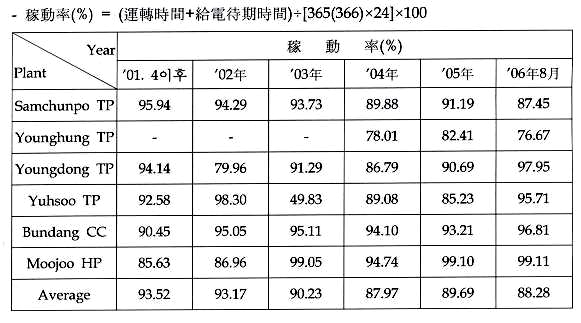 - 稼動率(%) = (運轉時間+給電待期時間)÷[365(366)×24]×100
Year 稼 動 率(%)
Plant '01. 4이후 '02年 '03年 '04年 '05年 '06年8月
Samchunpo TP 95.94 94.29 93.73 89.88 91.19 87.45
Younghung TP - - - 78.01 82.41 76.67
Youngdong TP 94.14 79.96 91.29 86.79 90.69 97.95
Yuhsoo TP 92.58 98.30 49.83 89.08 85.23 95.71
Bundang CC 90.45 95.05 95.11 94.10 93.21 96.81
Moojoo HP 85.63 86.96 99.05 94.74 99.10 99.11
Average 93.52 93.17 90.23 87.97 89.69 88.28